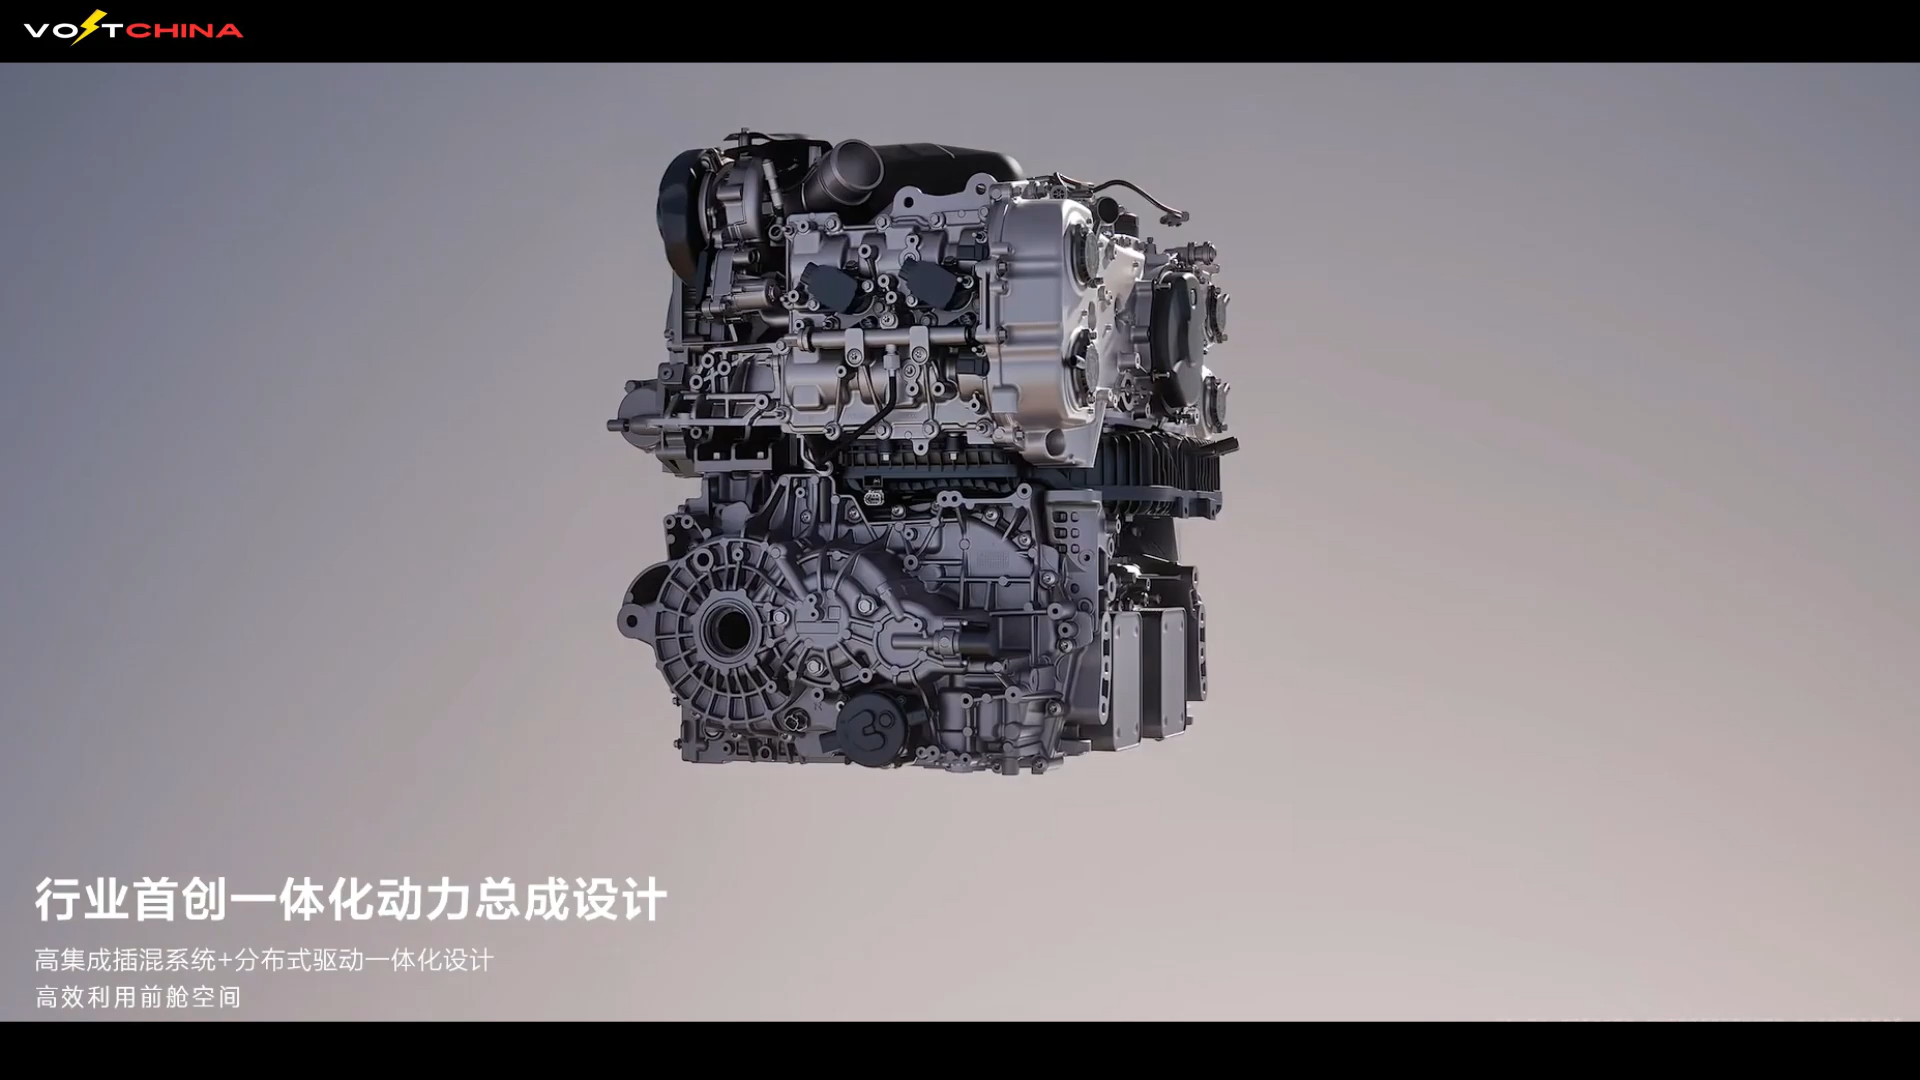 VOLTCHINA
行业首创一体化动力总成设计
高集成插混系统+分布式驱动一体化设计
高效利用前舱空间